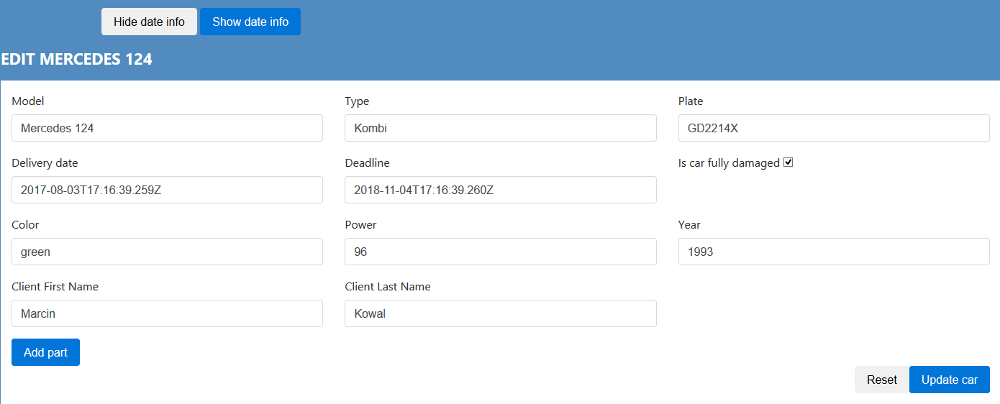 Hide date info Show date info
EDIT MERCEDES 124
Model Type Plate
Mercedes 124 Kombi GD2214X
Delivery date Deadline Is car fully damaged
2017-08-03T17:16:39.259Z 2018-11-04T17:16:39.260Z
Color Power Year
green 96 1993
Client First Name Client Last Name
Marcin Kowal
Add part
Reset Update car